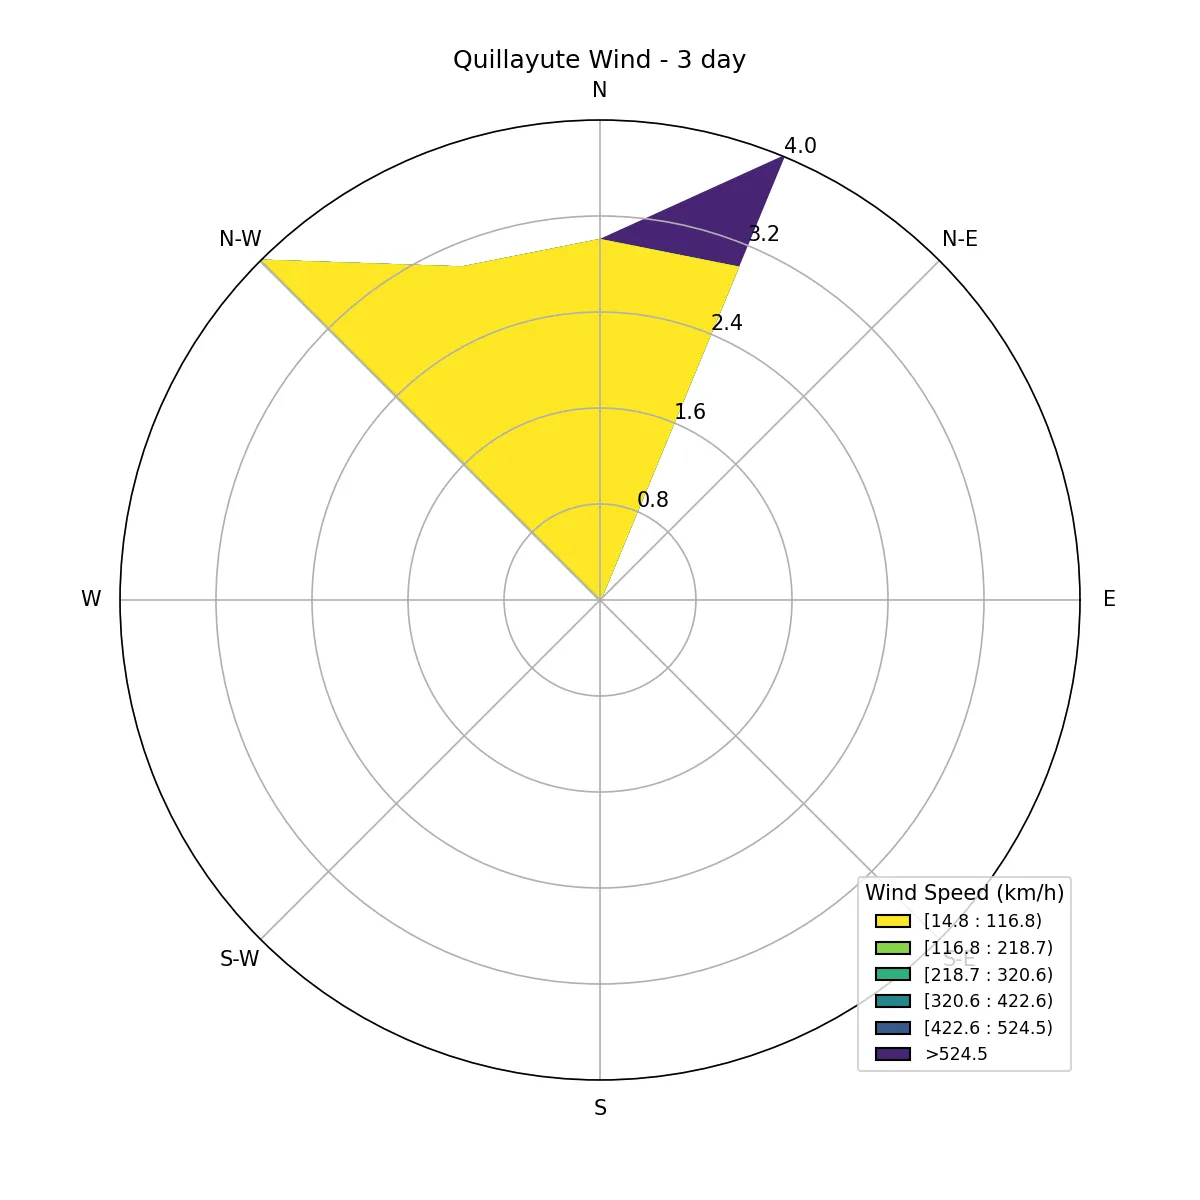 Quillayute Wind - 3 day
N
4.0
N-W
3.2
N-E
2.4
1.6
0.8
W
E
Wind Speed (km/h)
[14.8 : 116.8)
[116.8 : 218.7)
S-W
S-E
[218.7 : 320.6)
[320.6 : 422.6)
[422.6 : 524.5)
>524.5
S